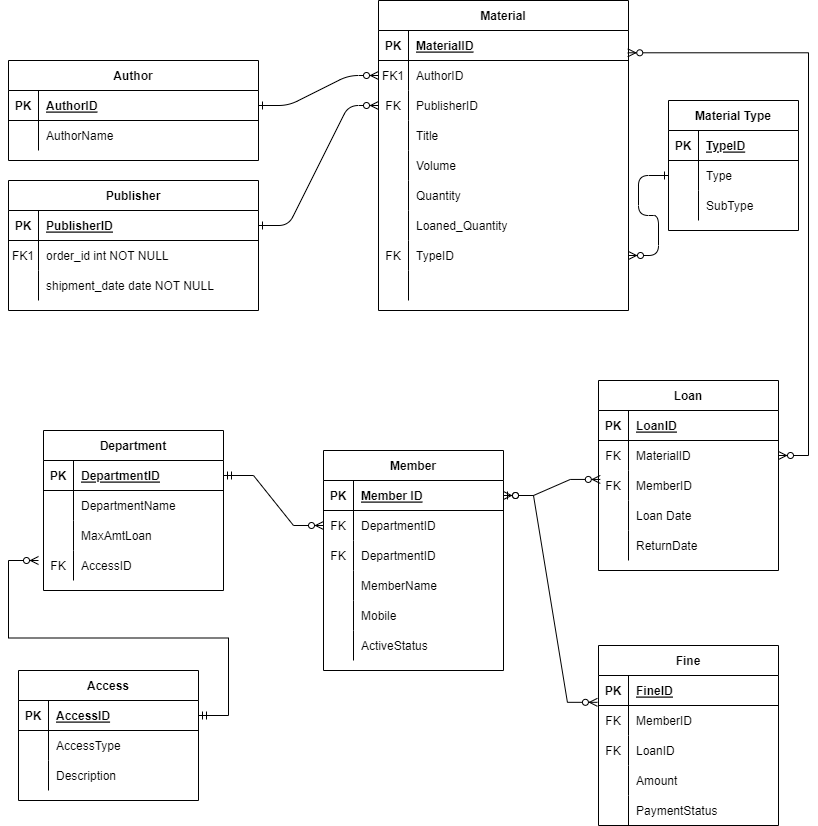 Material
PK MaterialID
FK1 AuthorID
FK PublisherID
Title
Volume
Quantity
Loaned_Quantity
FK TypeID
Author
PK AuthorID
AuthorName
Publisher
PK PublisherID
FK1 order_id int NOT NULL
shipment_date date NOT NULL
Material Type
PK TypeID
Type
SubType
Loan
PK LoanID
FK MaterialID
FK MemberID
Loan Date
ReturnDate
Department
PK DepartmentID
DepartmentName
MaxAmtLoan
FK AccessID
Member
PK Member ID
FK DepartmentID
FK DepartmentID
MemberName
Mobile
ActiveStatus
Access
PK AccessID
AccessType
Description
Fine
PK FineID
FK MemberID
FK LoanID
Amount
PaymentStatus